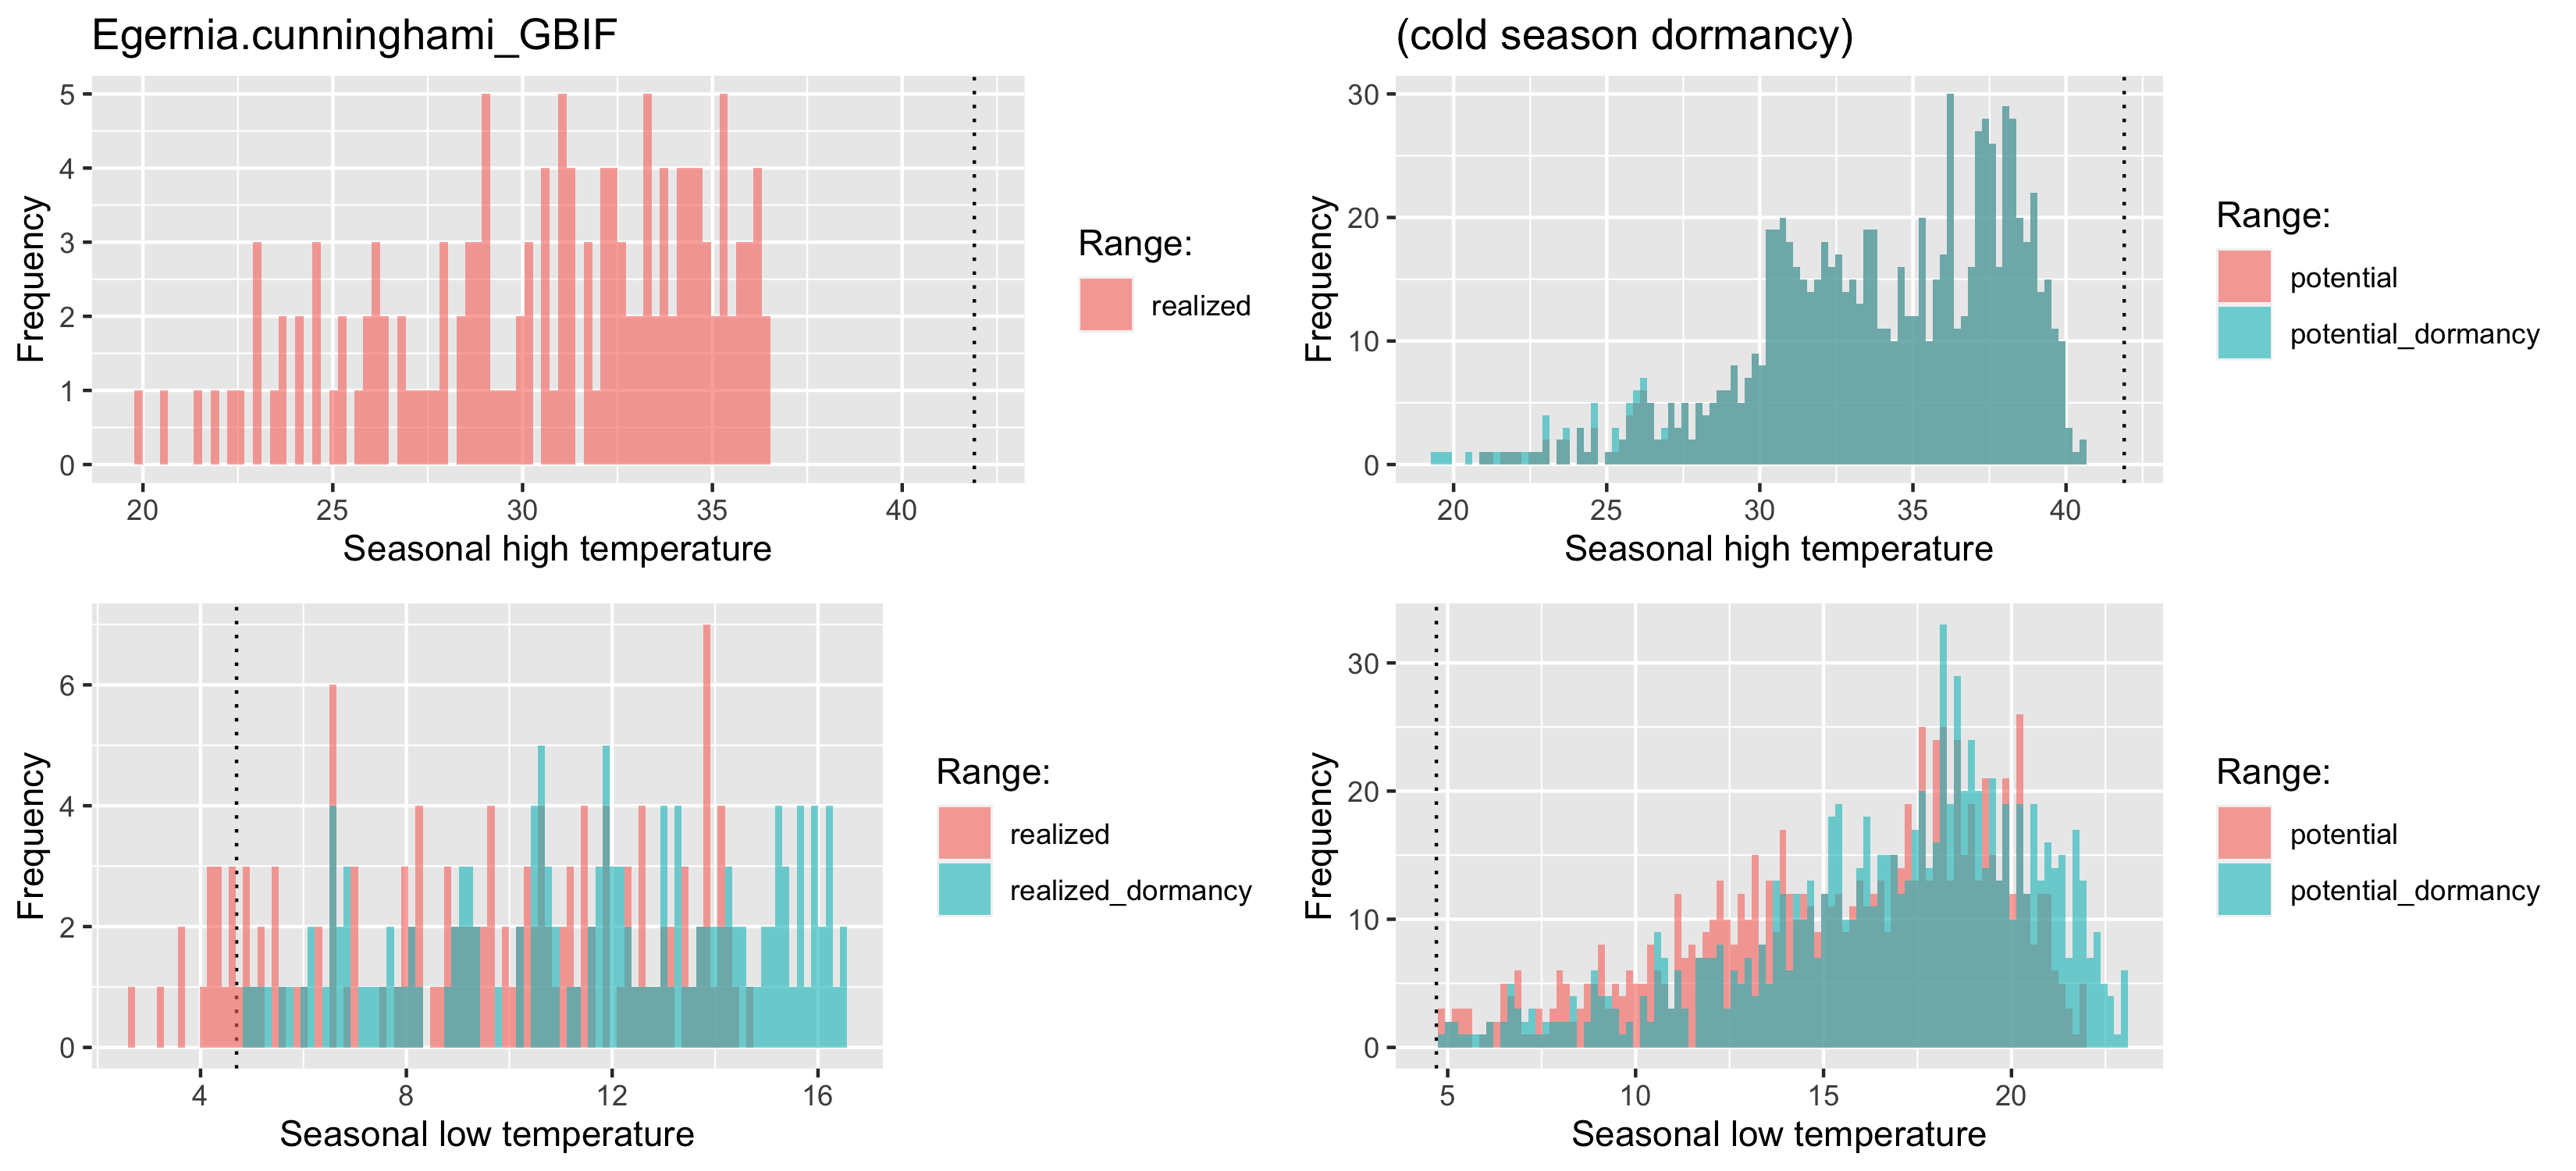 Egernia.cunninghami_GBIF
(cold season dormancy)
Frequency
5
4
3
2
1
0
20 25 30 35 40
Seasonal high temperature
Range:
realized
Frequency
30
20
10
0
20 25 30 35 40
Seasonal high temperature
Range:
potential
potential_dormancy
Frequency
6
4
2
0
4 8 12 16
Seasonal low temperature
Range:
realized
realized_dormancy
Frequency
30
20
10
0
5 10 15 20
Seasonal low temperature
Range:
potential
potential_dormancy